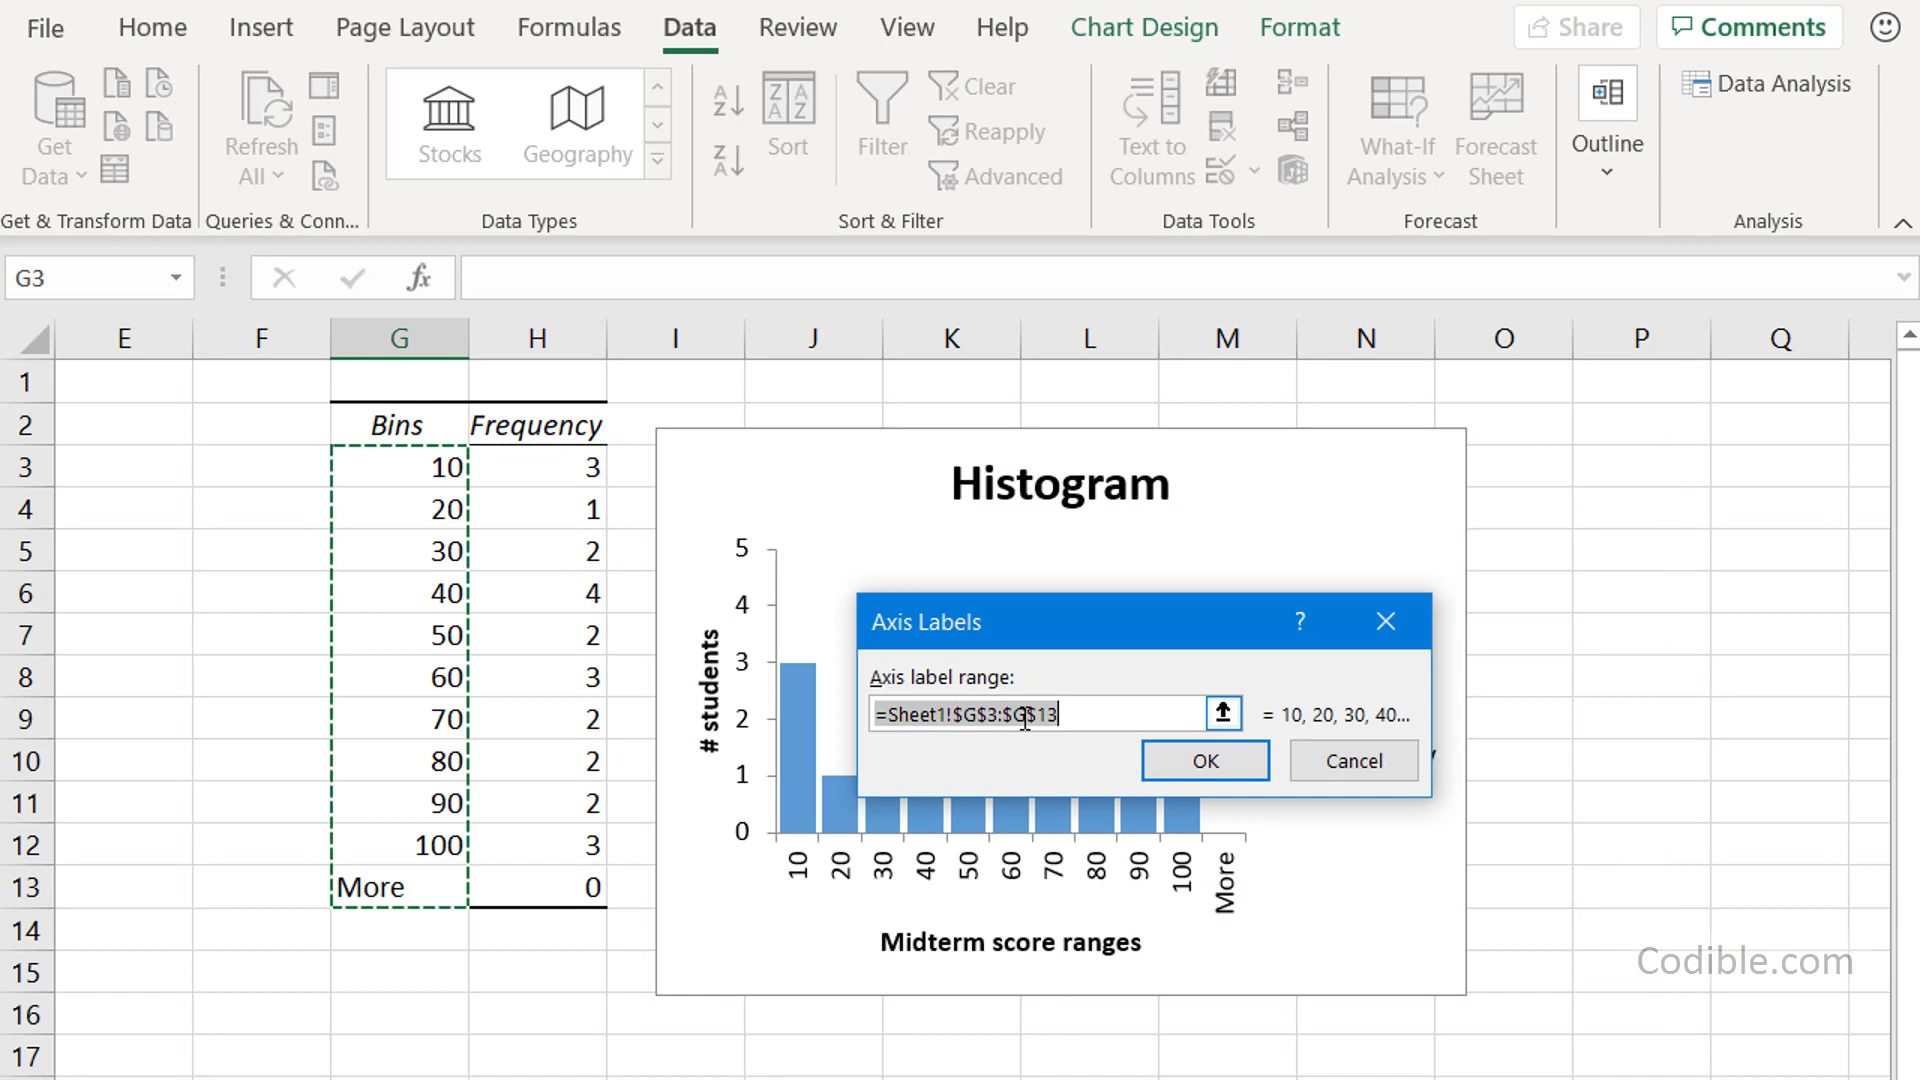 File Home Insert Page Layout Formulas Data Review View Help Chart Design Format Share Comments
Get Data
Refresh All
Stocks
Geography
Sort
Filter
Clear
Reapply
Advanced
Text to Columns
What-If Analysis
Forecast Sheet
Outline
Data Analysis
Get & Transform Data Queries & Conn... Data Types Sort & Filter Data Tools Forecast Analysis
G3 fx
E F G H I J K L M N O P Q
1
2 Bins Frequency
3 10 3
4 20 1
5 30 2
6 40 4
7 50 2
8 60 3
9 70 2
10 80 2
11 90 2
12 100 3
13 More 0
14
15
16
17
Histogram
# students
5
4
3
2
1
0
10 20 30 40 50 60 70 80 90 100 More
Midterm score ranges
Axis Labels ?
Axis label range:
=Sheet1!$G$3:$G$13 = 10, 20, 30, 40...
OK Cancel
Codible.com